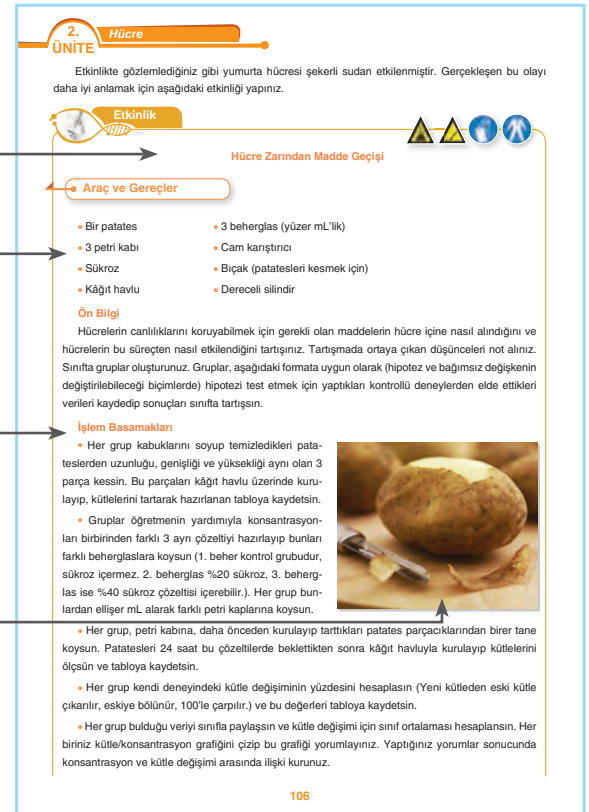 2.
ÜNİTE
Hücre
Etkinlikte gözlemlediğiniz gibi yumurta hücresi şekerli sudan etkilenmiştir. Gerçekleşen bu olayı
daha iyi anlamak için aşağıdaki etkinliği yapınız.
Etkinlik
Hücre Zarından Madde Geçişi
Araç ve Gereçler
• Bir patates
• 3 petri kabı
• Sükroz
• Kâğıt havlu
• 3 beherglas (yüzer mL'lik)
• Cam karıştırıcı
• Bıçak (patatesleri kesmek için)
• Dereceli silindir
Ön Bilgi
Hücrelerin canlılıklarını koruyabilmek için gerekli olan maddelerin hücre içine nasıl alındığını ve
hücrelerin bu süreçten nasıl etkilendiğini tartışınız. Tartışmada ortaya çıkan düşünceleri not alınız.
Sınıfta gruplar oluşturunuz. Gruplar, aşağıdaki formata uygun olarak (hipotez ve bağımsız değişkenin
değiştirilebileceği biçimlerde) hipotezi test etmek için yaptıkları kontrollü deneylerden elde ettikleri
verileri kaydedip sonuçları sınıfta tartışsın.
İşlem Basamakları
• Her grup kabuklarını soyup temizledikleri pata-
teslerden uzunluğu, genişliği ve yüksekliği aynı olan 3
parça kessin. Bu parçaları kâğıt havlu üzerinde kuru-
layıp, kütlelerini tartarak hazırlanan tabloya kaydetsin.
• Gruplar öğretmenin yardımıyla konsantrasyon-
ları birbirinden farklı 3 ayrı çözeltiyi hazırlayıp bunları
farklı beherglaslara koysun (1. beher kontrol grubudur,
sükroz içermez. 2. beherglas %20 sükroz, 3. beherg-
las ise %40 sükroz çözeltisi içerebilir.). Her grup bun-
lardan ellişer mL alarak farklı petri kaplarına koysun.
• Her grup, petri kabına, daha önceden kurulayıp tarttıkları patates parçacıklarından birer tane
koysun. Patatesleri 24 saat bu çözeltilerde beklettikten sonra kâğıt havluyla kurulayıp kütlelerini
ölçsün ve tabloya kaydetsin.
• Her grup kendi deneyindeki kütle değişiminin yüzdesini hesaplasın (Yeni kütleden eski kütle
çıkarılır, eskiye bölünür, 100'le çarpılır.) ve bu değerleri tabloya kaydetsin.
• Her grup bulduğu veriyi sınıfla paylaşsın ve kütle değişimi için sınıf ortalaması hesaplansın. Her
biriniz kütle/konsantrasyon grafiğini çizip bu grafiği yorumlayınız. Yaptığınız yorumlar sonucunda
konsantrasyon ve kütle değişimi arasında ilişki kurunuz.
106